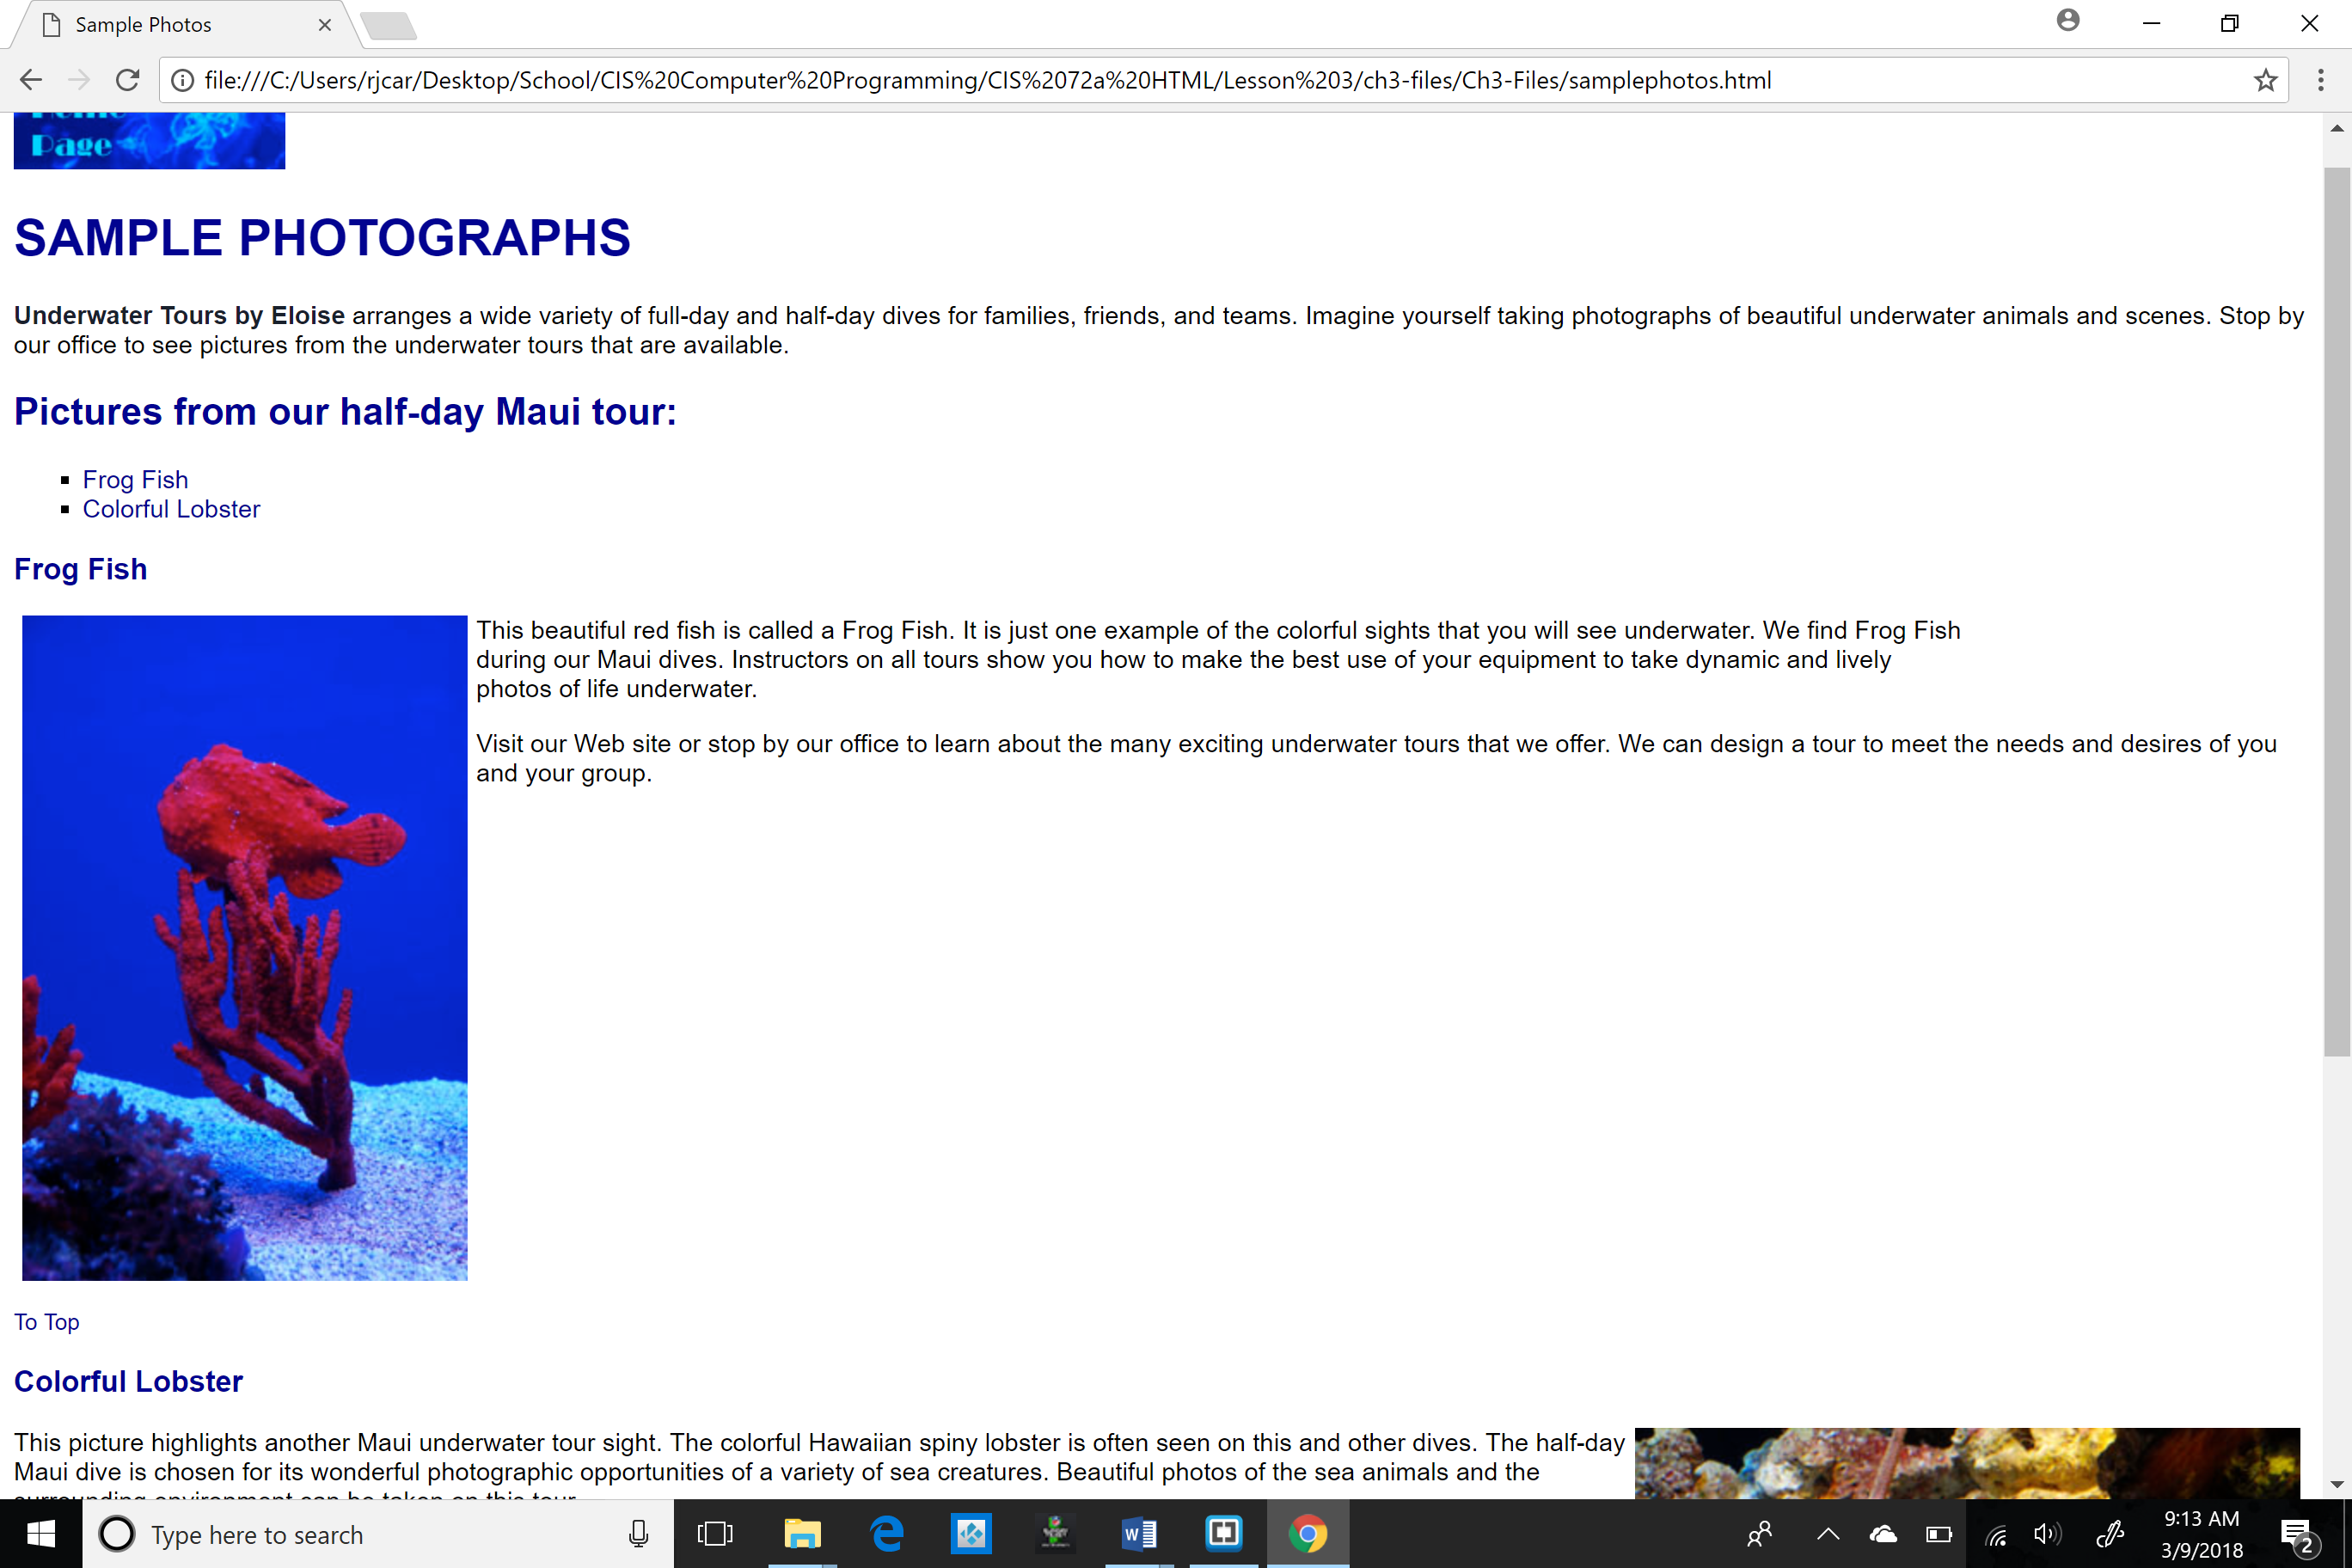 Sample Photos
file:///C:/Users/rjcar/Desktop/School/CIS%20Computer%20Programming/CIS%2072a%20HTML/Lesson%203/ch3-files/Ch3-Files/samplephotos.html
Home
Page
SAMPLE PHOTOGRAPHS
Underwater Tours by Eloise arranges a wide variety of full-day and half-day dives for families, friends, and teams. Imagine yourself taking photographs of beautiful underwater animals and scenes. Stop by
our office to see pictures from the underwater tours that are available.
Pictures from our half-day Maui tour:
Frog Fish
Colorful Lobster
Frog Fish
This beautiful red fish is called a Frog Fish. It is just one example of the colorful sights that you will see underwater. We find Frog Fish
during our Maui dives. Instructors on all tours show you how to make the best use of your equipment to take dynamic and lively
photos of life underwater.
Visit our Web site or stop by our office to learn about the many exciting underwater tours that we offer. We can design a tour to meet the needs and desires of you
and your group.
To Top
Colorful Lobster
This picture highlights another Maui underwater tour sight. The colorful Hawaiian spiny lobster is often seen on this and other dives. The half-day
Maui dive is chosen for its wonderful photographic opportunities of a variety of sea creatures. Beautiful photos of the sea animals and the
surrounding environment can be taken on this tour.
Type here to search
9:13 AM
3/9/2018
2